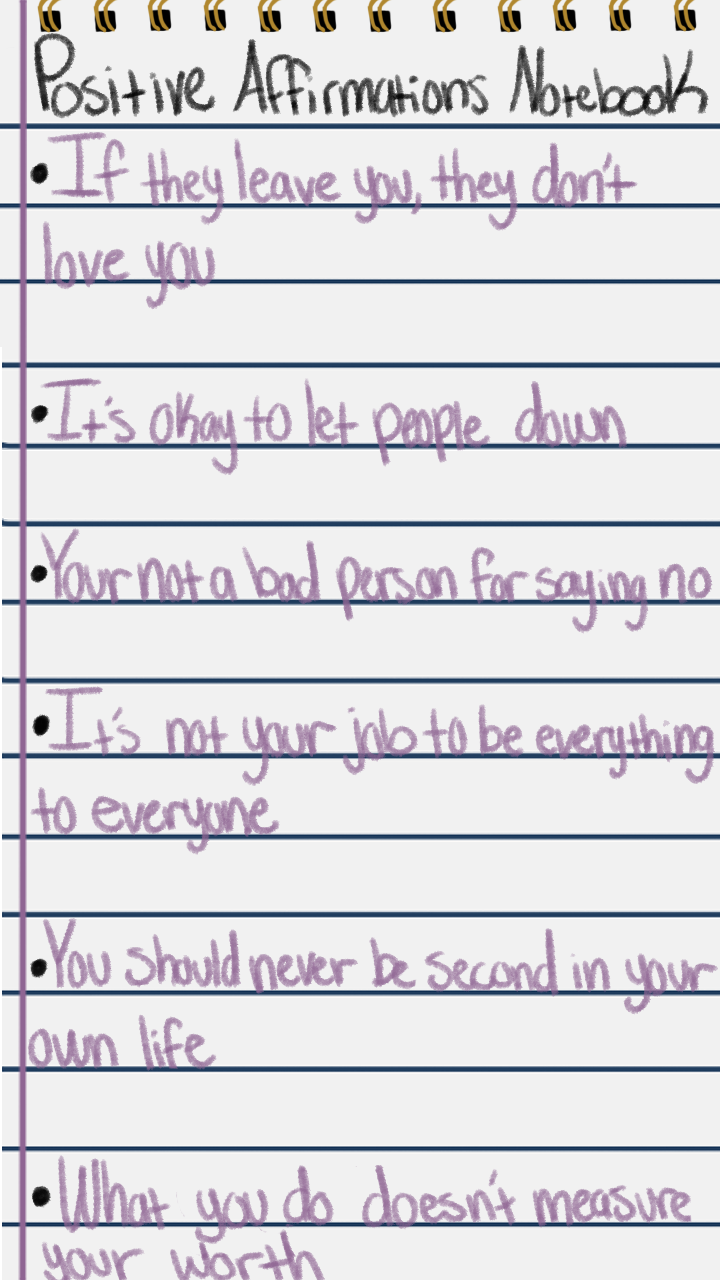 Positive Affirmations Notebook
•If they leave you, they don't
love you
•It's okay to let people down
•Your not a bad person for saying no
•It's not your job to be everything
to everyone
•You should never be second in your
own life
•What you do doesn't measure
your worth